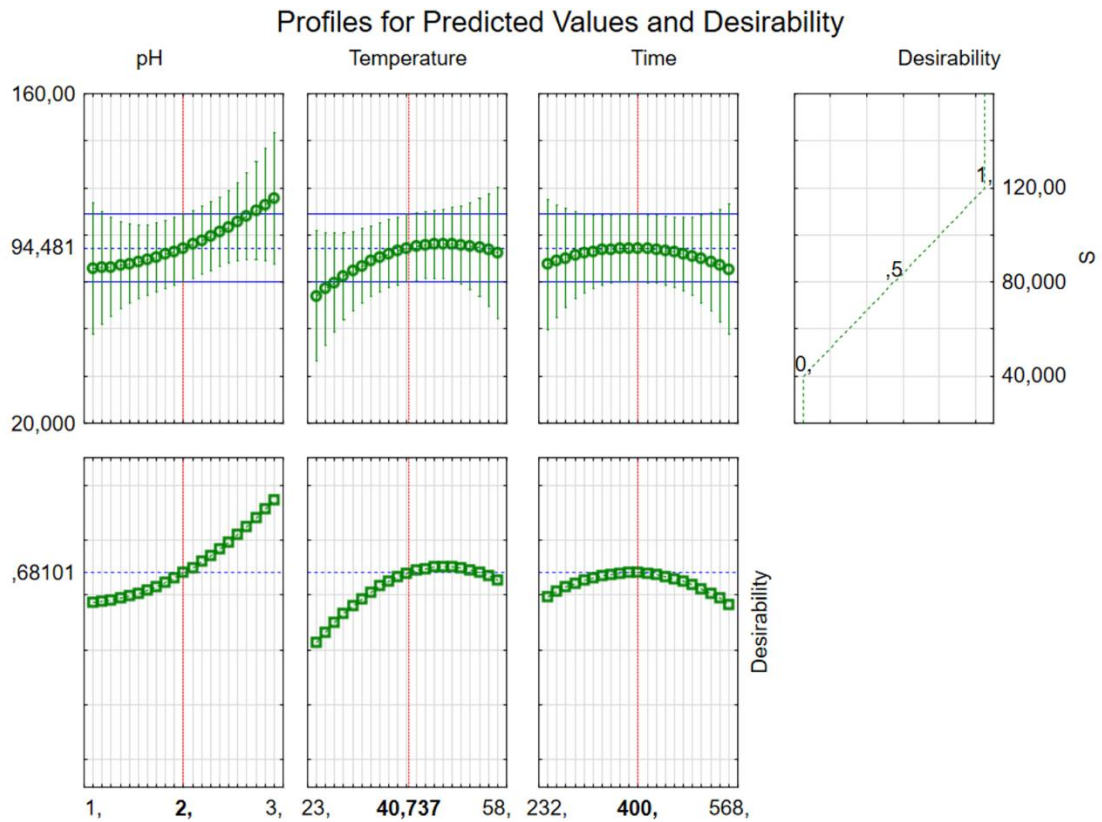 Profiles for Predicted Values and Desirability
pH Temperature Time Desirability
160,00
1, 120,00
94,481
S
,5 80,000
0, 40,000
20,000
,68101
Desirability
1, 2, 3, 23, 40,737 58, 232, 400, 568,